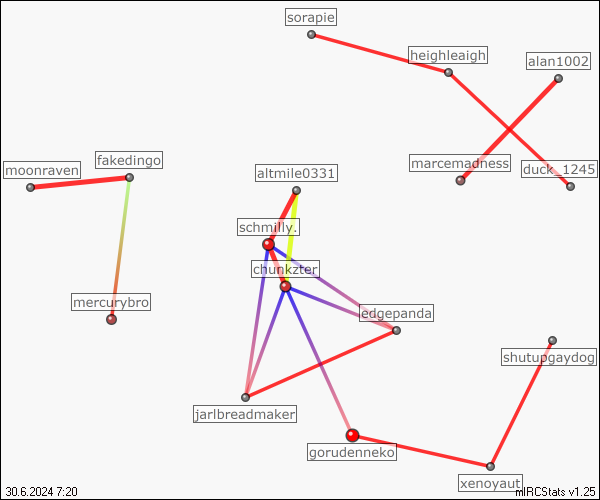 sorapie
heighleaigh
alan1002
fakedingo
moonraven
marcemadness
duck_1245
altmile0331
schmilly.
chunkzter
mercurybro
edgepanda
shutupgaydog
jarlbreadmaker
gorudenneko
xenoyaut
30.6.2024 7:20
mIRCStats v1.25